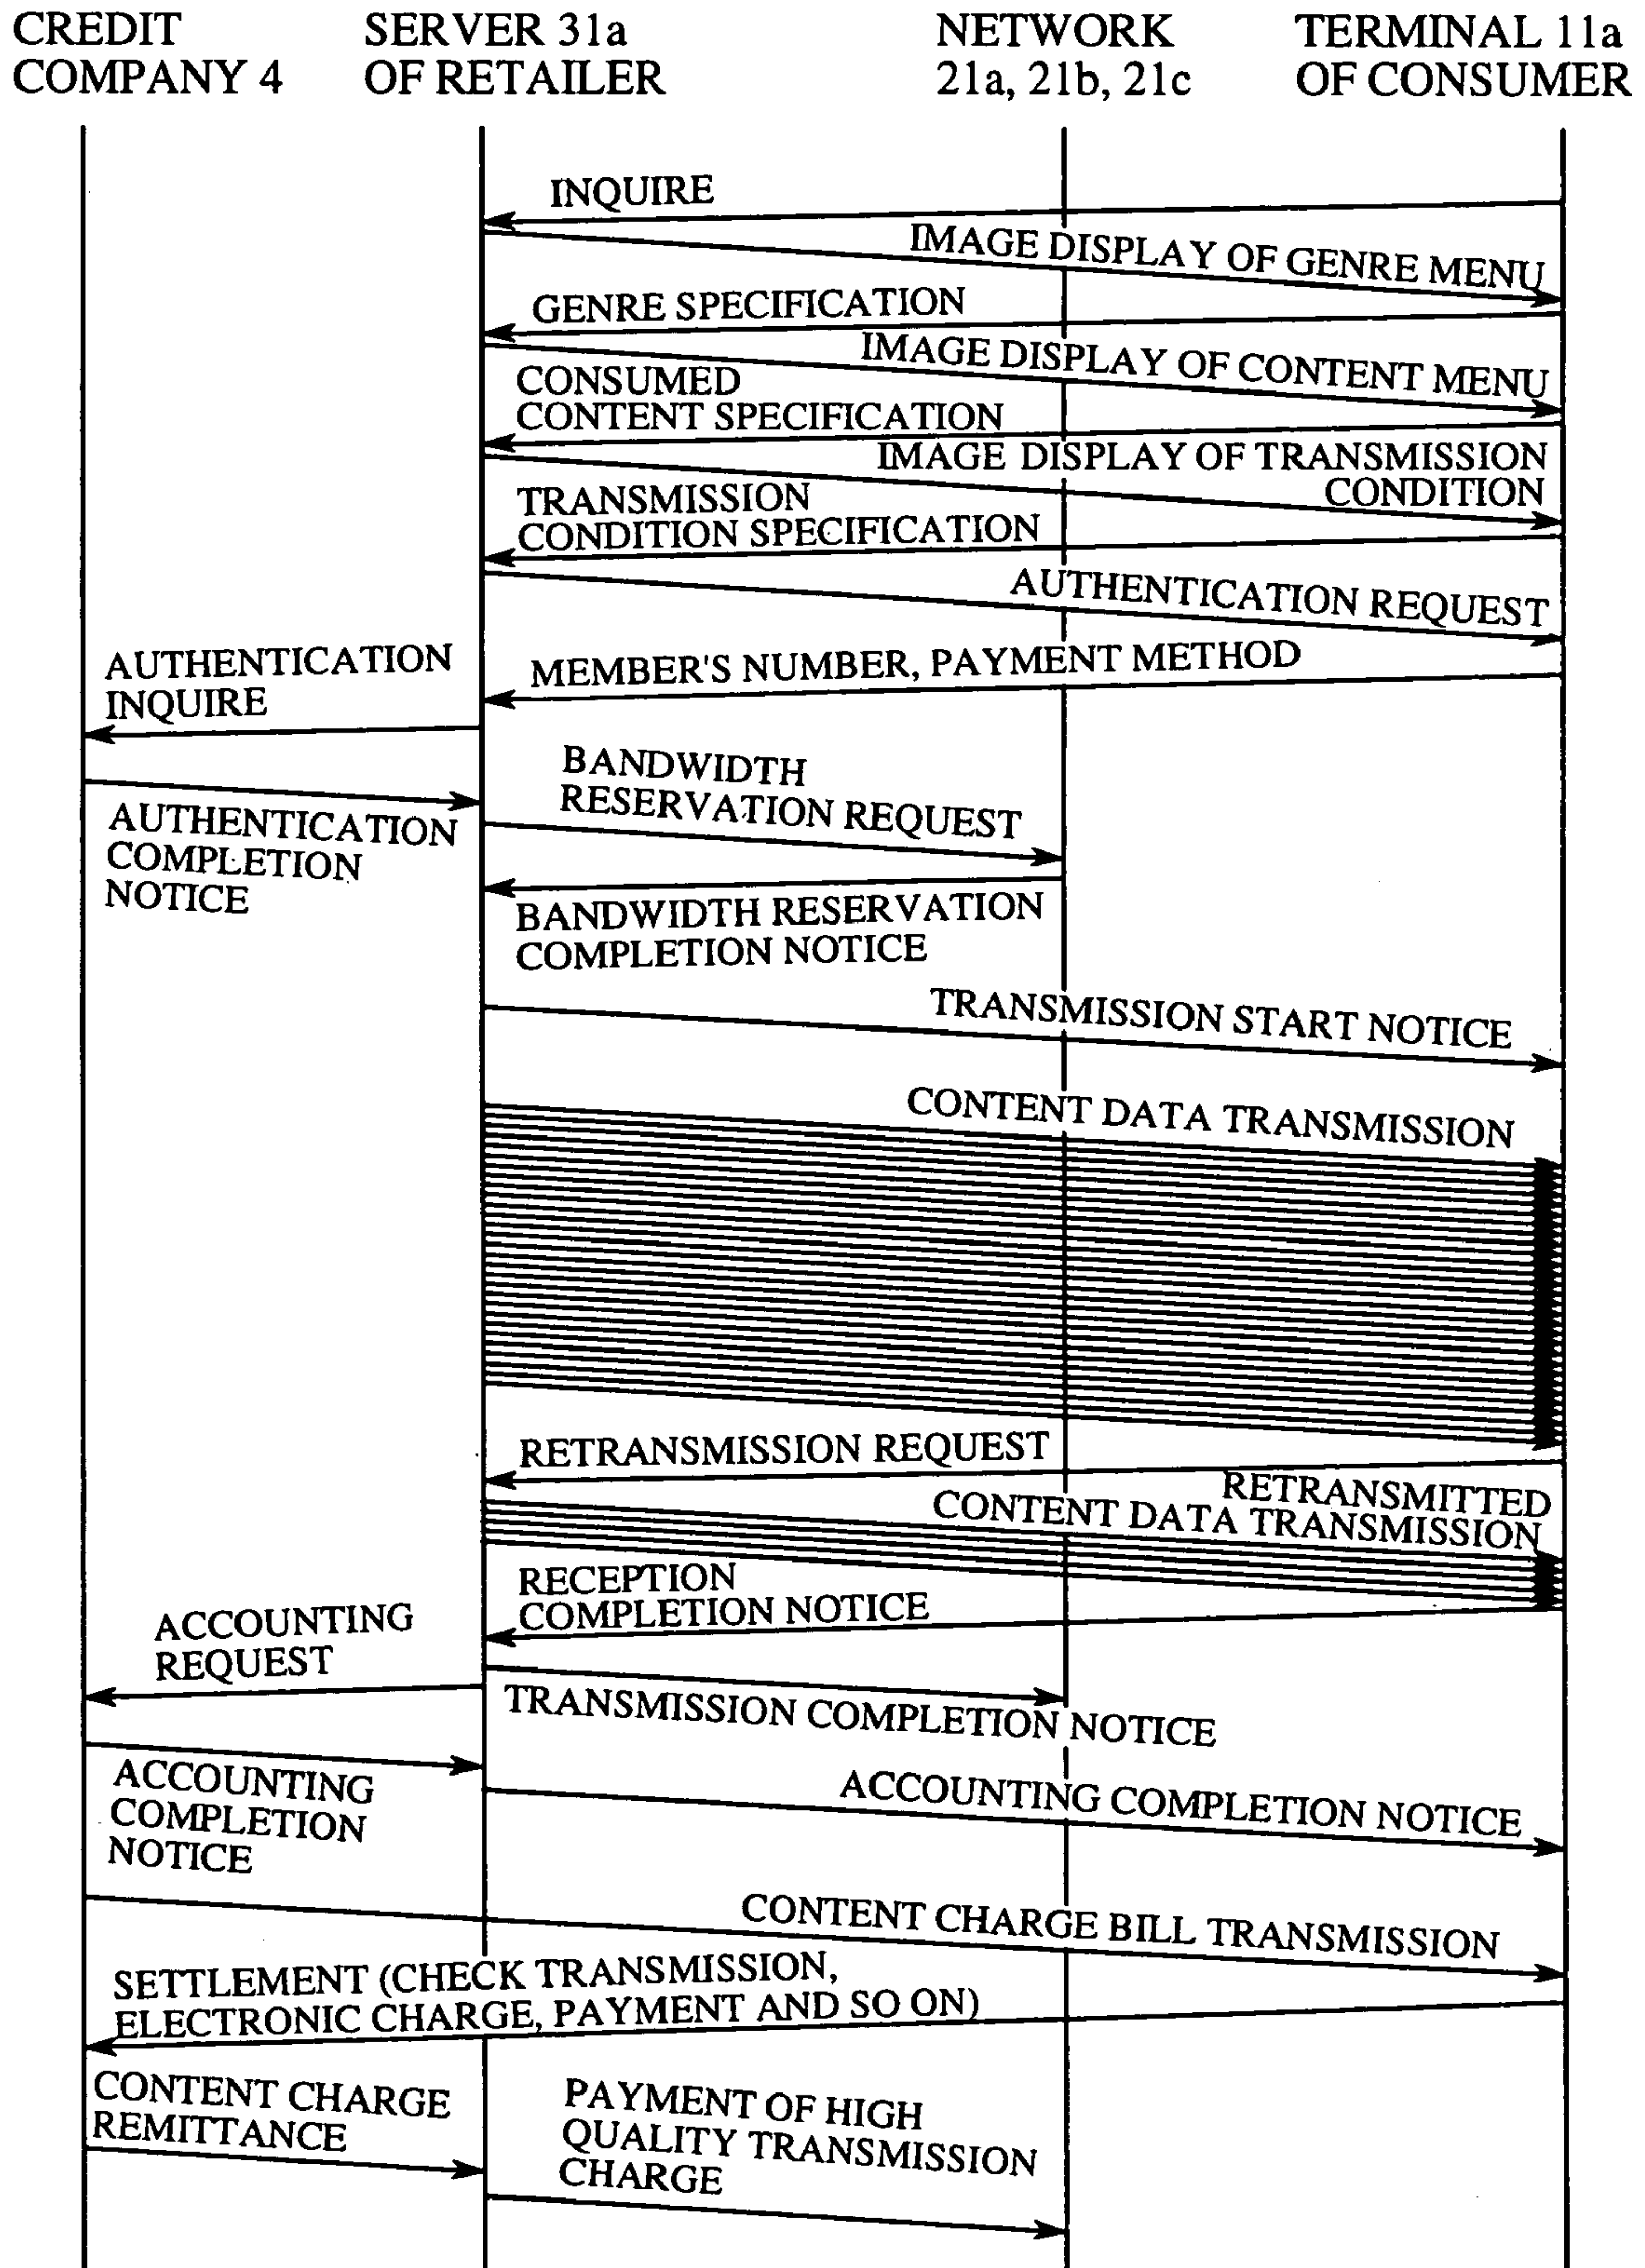 CREDIT
COMPANY 4
SERVER 31a
OF RETAILER
NETWORK
21a, 21b, 21c
TERMINAL 11a
OF CONSUMER
INQUIRE
IMAGE DISPLAY OF GENRE MENU
GENRE SPECIFICATION
IMAGE DISPLAY OF CONTENT MENU
CONSUMED
CONTENT SPECIFICATION
IMAGE DISPLAY OF TRANSMISSION
CONDITION
TRANSMISSION
CONDITION SPECIFICATION
AUTHENTICATION REQUEST
MEMBER'S NUMBER, PAYMENT METHOD
AUTHENTICATION
INQUIRE
BANDWIDTH
RESERVATION REQUEST
AUTHENTICATION
COMPLETION
NOTICE
BANDWIDTH RESERVATION
COMPLETION NOTICE
TRANSMISSION START NOTICE
CONTENT DATA TRANSMISSION
RETRANSMISSION REQUEST
RETRANSMITTED
CONTENT DATA TRANSMISSION
RECEPTION
COMPLETION NOTICE
ACCOUNTING
REQUEST
TRANSMISSION COMPLETION NOTICE
ACCOUNTING
COMPLETION
NOTICE
ACCOUNTING COMPLETION NOTICE
CONTENT CHARGE BILL TRANSMISSION
SETTLEMENT (CHECK TRANSMISSION,
ELECTRONIC CHARGE, PAYMENT AND SO ON)
CONTENT CHARGE
REMITTANCE
PAYMENT OF HIGH
QUALITY TRANSMISSION
CHARGE